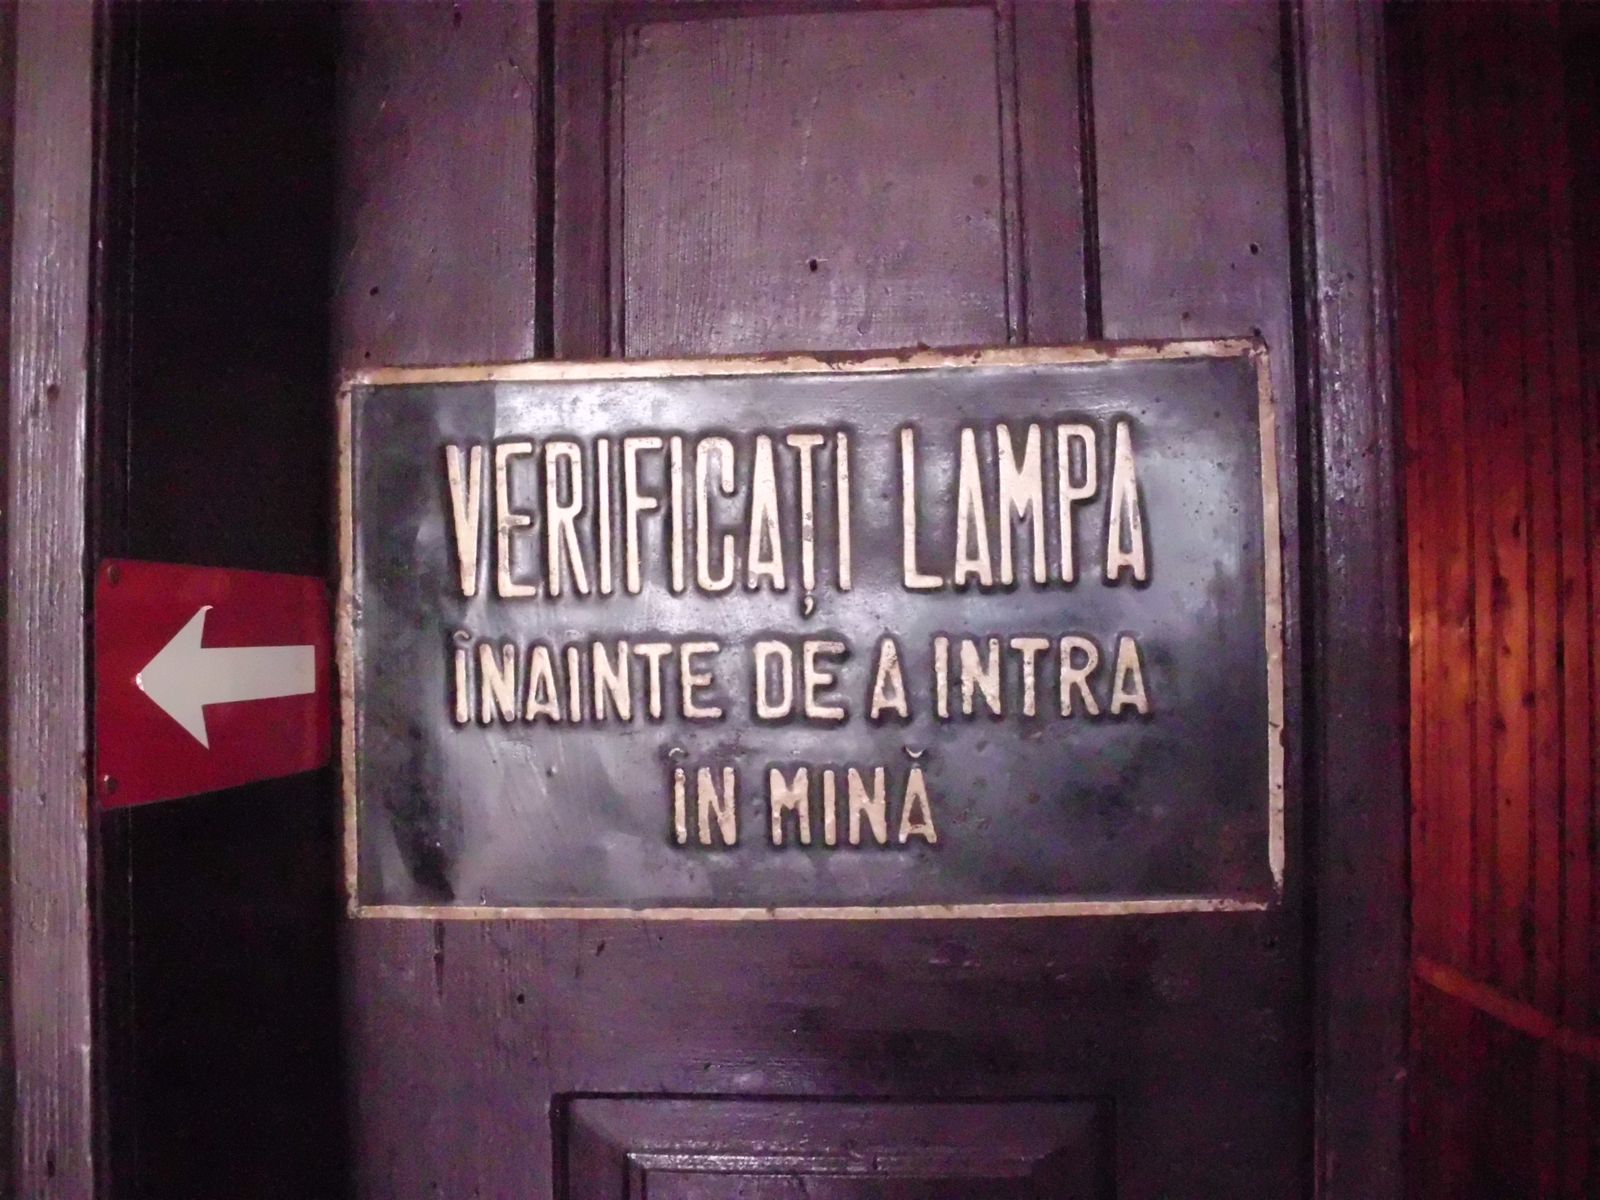 VERIFICAȚI LAMPA
ÎNAINTE DE A INTRA
ÎN MINĂ